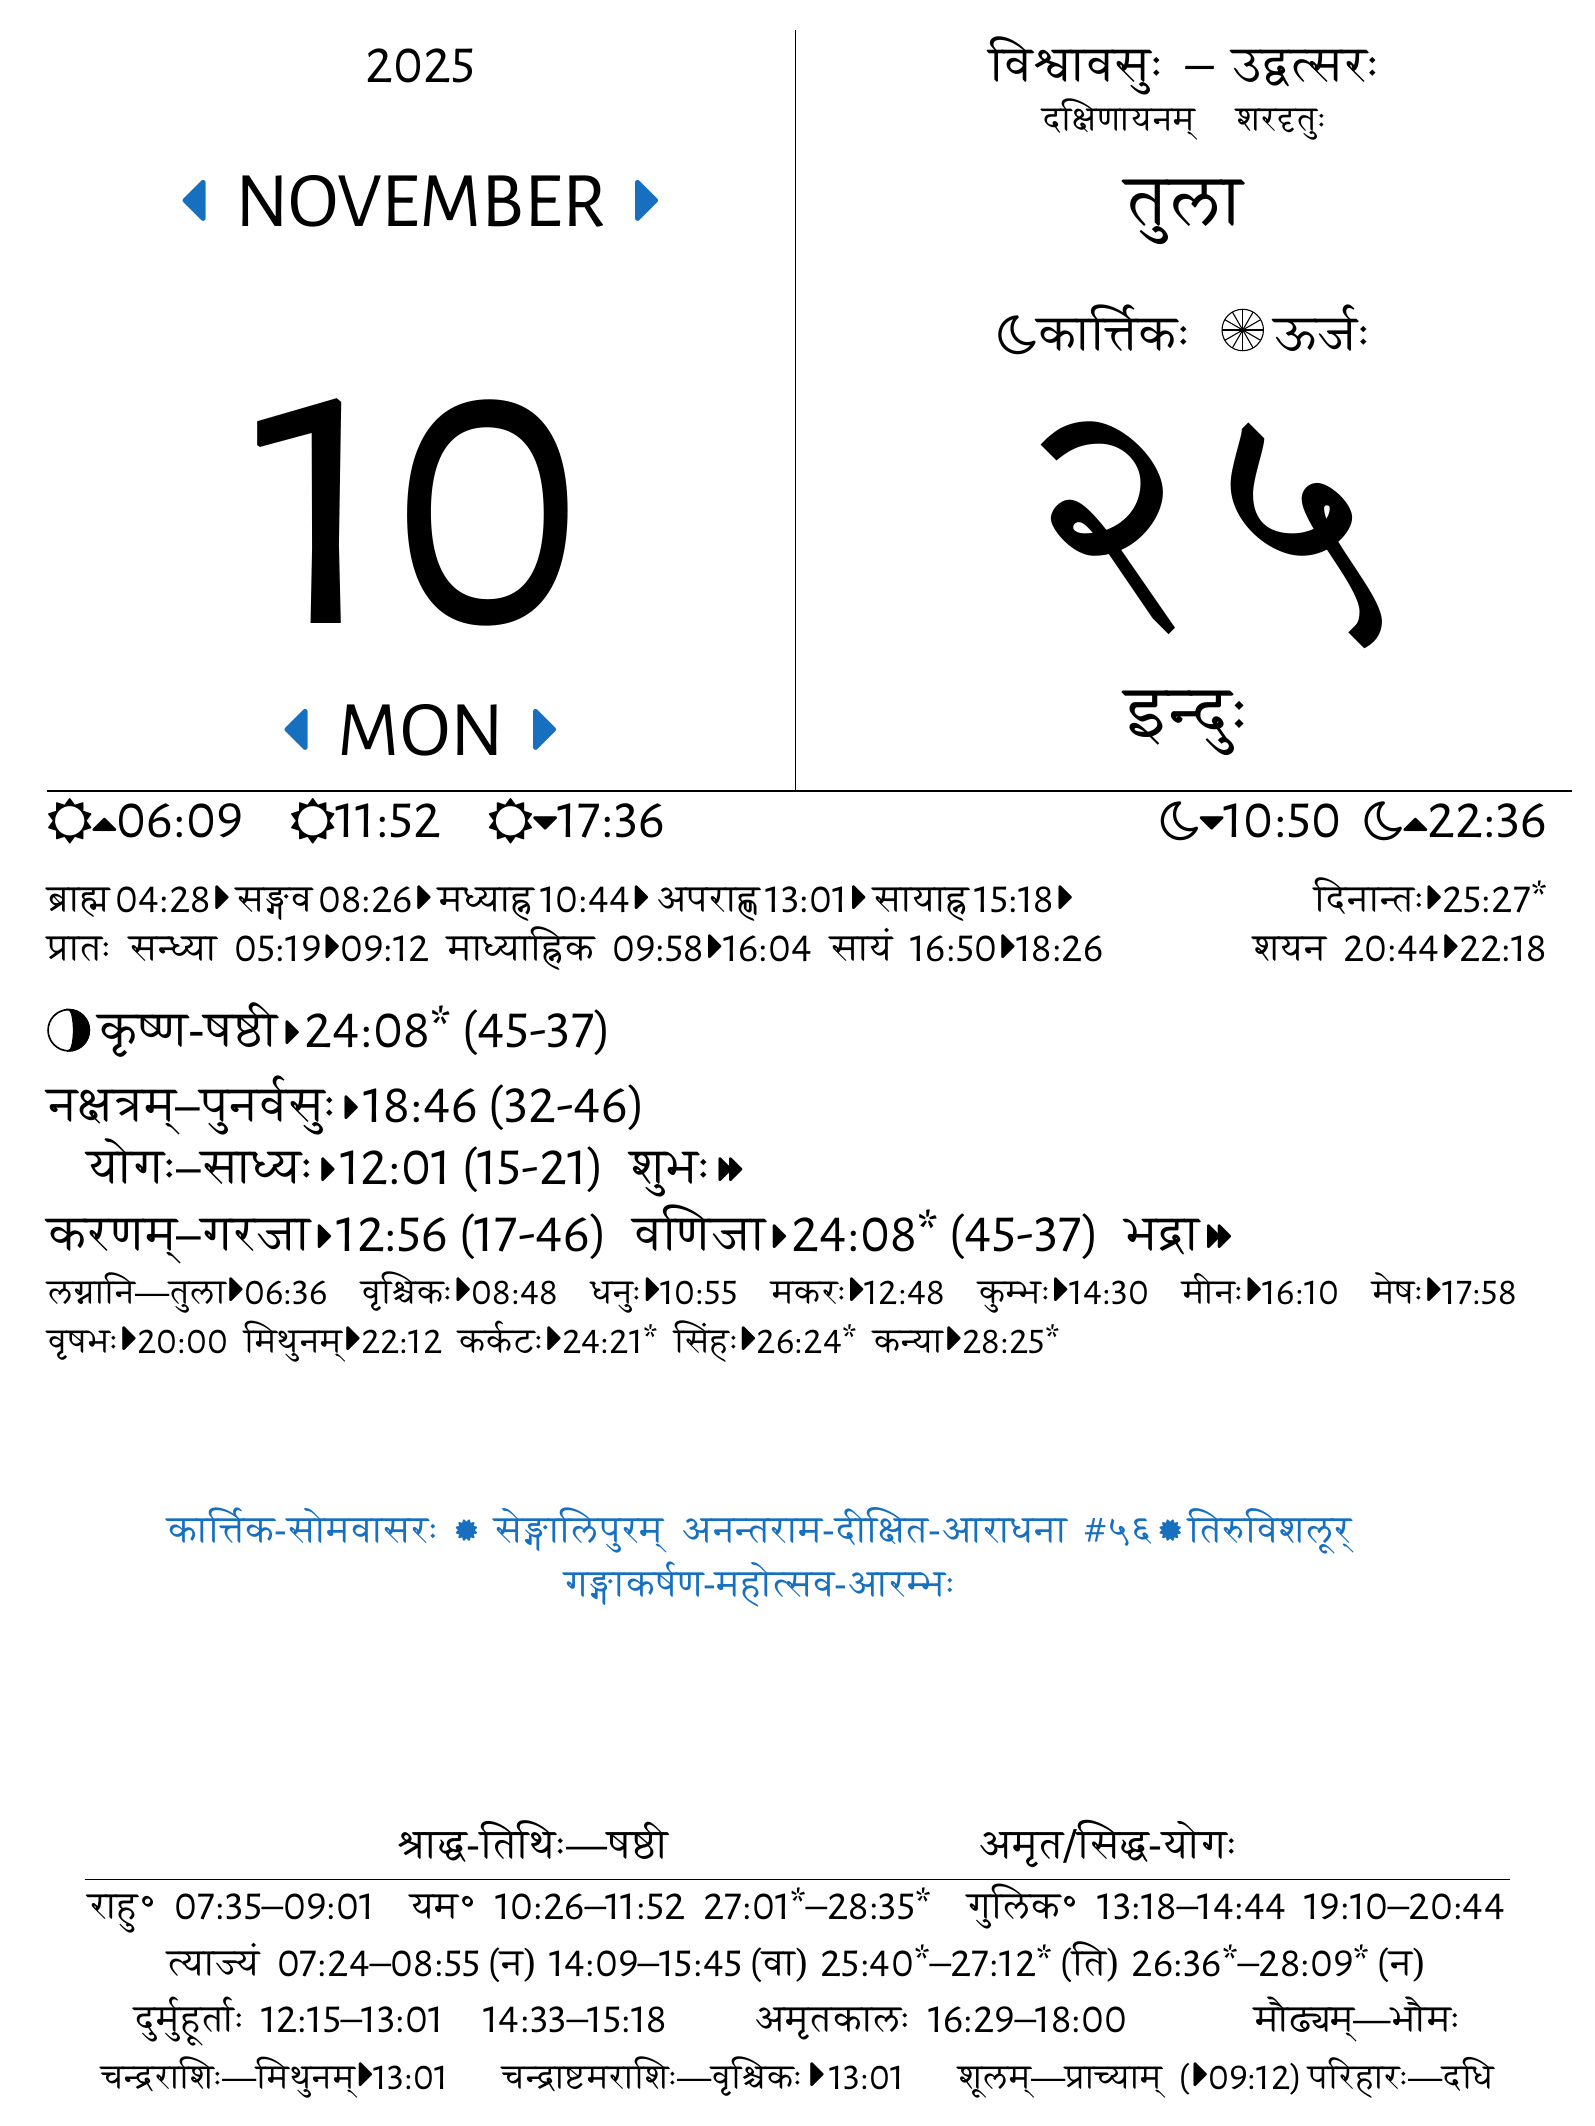 2025
NOVEMBER
10
MON
विश्वावसुः – उद्वत्सरः
दक्षिणायनम् शरदृतुः
तुला
कार्त्तिकः ऊर्जः
२५
इन्दुः
06:09 11:52 17:36 10:50 22:36
ब्राह्म 04:28 सङ्गव 08:26 मध्याह्न 10:44 अपराह्ण 13:01 सायाह्न 15:18 दिनान्तः 25:27*
प्रातः सन्ध्या 05:19 09:12 माध्याह्निक 09:58 16:04 सायं 16:50 18:26 शयन 20:44 22:18
कृष्ण-षष्ठी 24:08* (45-37)
नक्षत्रम्–पुनर्वसुः 18:46 (32-46)
योगः–साध्यः 12:01 (15-21) शुभः
करणम्–गरजा 12:56 (17-46) वणिजा 24:08* (45-37) भद्रा
लग्नानि—तुला 06:36 वृश्चिकः 08:48 धनुः 10:55 मकरः 12:48 कुम्भः 14:30 मीनः 16:10 मेषः 17:58
वृषभः 20:00 मिथुनम् 22:12 कर्कटः 24:21* सिंहः 26:24* कन्या 28:25*
कार्त्तिक-सोमवासरः ✹ सेङ्गालिपुरम् अनन्तराम-दीक्षित-आराधना #५६ ✹ तिरुविशलूर्
गङ्गाकर्षण-महोत्सव-आरम्भः
श्राद्ध-तिथिः—षष्ठी अमृत/सिद्ध-योगः
राहु॰ 07:35–09:01 यम॰ 10:26–11:52 27:01*–28:35* गुलिक॰ 13:18–14:44 19:10–20:44
त्याज्यं 07:24–08:55 (न) 14:09–15:45 (वा) 25:40*–27:12* (ति) 26:36*–28:09* (न)
दुर्मुहूर्ताः 12:15–13:01 14:33–15:18 अमृतकालः 16:29–18:00 मौढ्यम्—भौमः
चन्द्रराशिः—मिथुनम् 13:01 चन्द्राष्टमराशिः—वृश्चिकः 13:01 शूलम्—प्राच्याम् ( 09:12) परिहारः—दधि